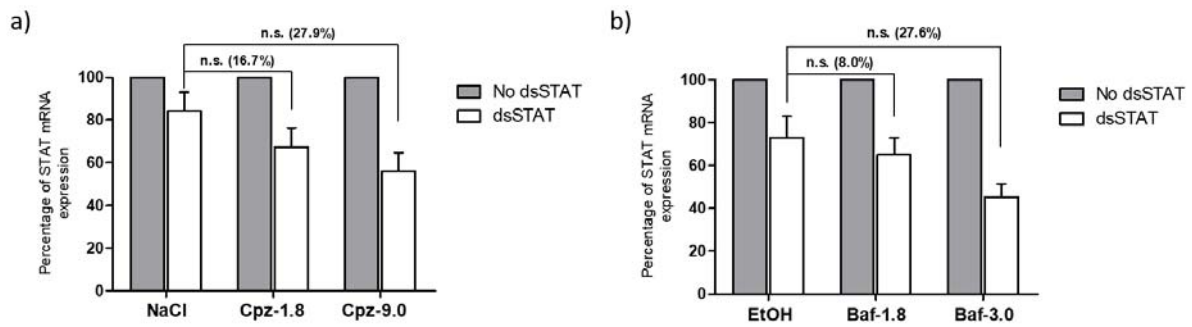 a)
n.s. (27.9%)
n.s. (16.7%)
Percentage of STAT mRNA
expression
100
80
60
40
20
0
NaCl
Cpz-1.8
Cpz-9.0
No dsSTAT
dsSTAT
b)
n.s. (27.6%)
n.s. (8.0%)
Percentage of STAT mRNA
expression
100
80
60
40
20
0
EtOH
Baf-1.8
Baf-3.0
No dsSTAT
dsSTAT